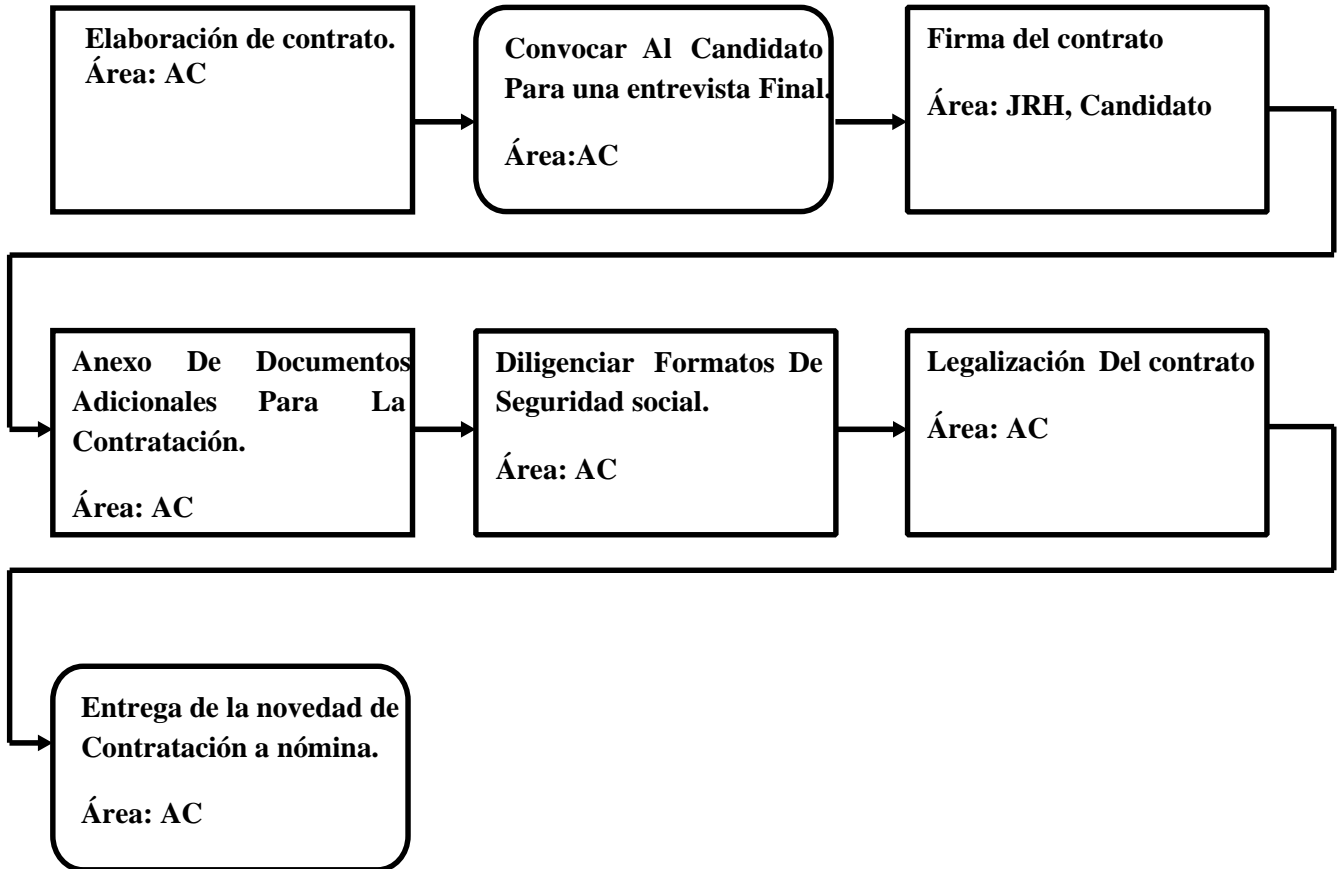 Elaboración de contrato.
Área: AC
Convocar Al Candidato
Para una entrevista Final.
Área:AC
Firma del contrato
Área: JRH, Candidato
Anexo De Documentos
Adicionales Para La
Contratación.
Área: AC
Diligenciar Formatos De
Seguridad social.
Área: AC
Legalización Del contrato
Área: AC
Entrega de la novedad de
Contratación a nómina.
Área: AC